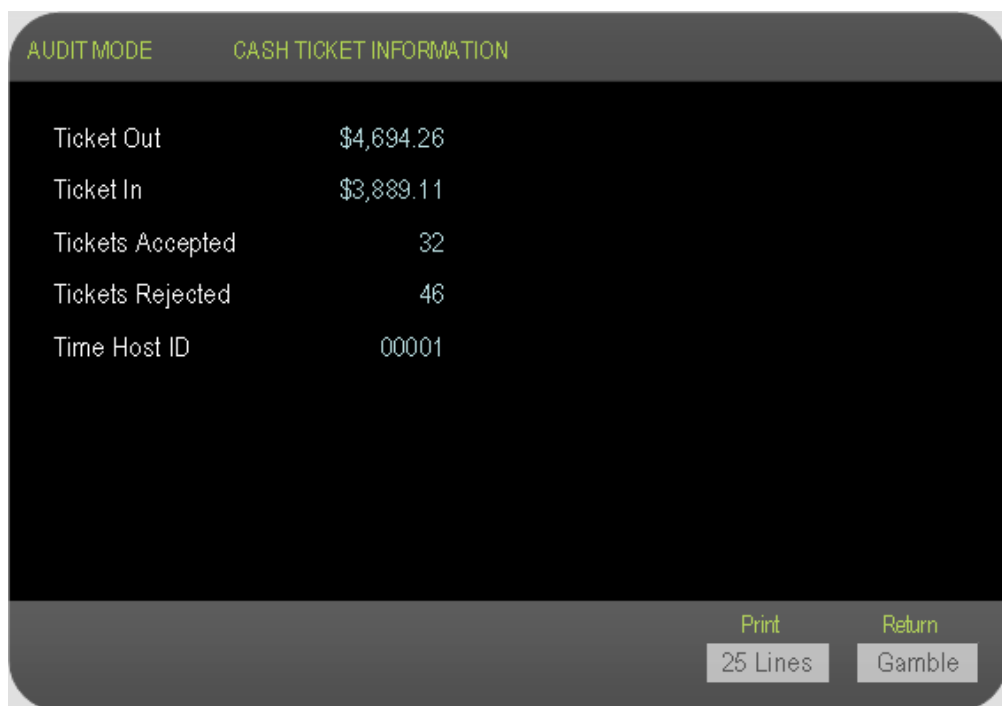 AUDIT MODE CASH TICKET INFORMATION
Ticket Out $4,694.26
Ticket In $3,889.11
Tickets Accepted 32
Tickets Rejected 46
Time Host ID 00001
Print Return
25 Lines Gamble